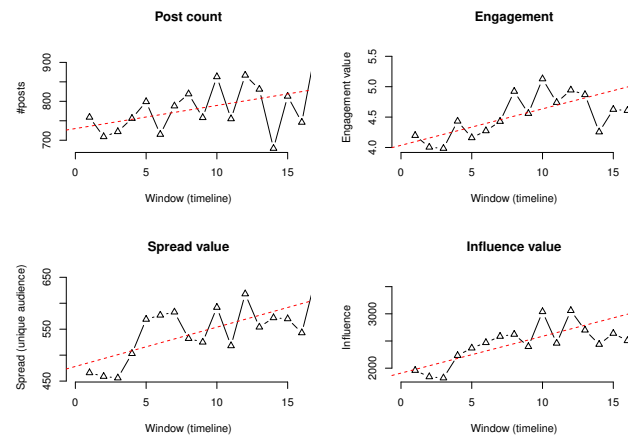 Post count
#posts
700 800 900
0 5 10 15
Window (timeline)
Engagement
Engagement value
4.0 4.5 5.0 5.5
0 5 10 15
Window (timeline)
Spread value
Spread (unique audience)
450 550 650
0 5 10 15
Window (timeline)
Influence value
Influence
2000 3000
0 5 10 15
Window (timeline)